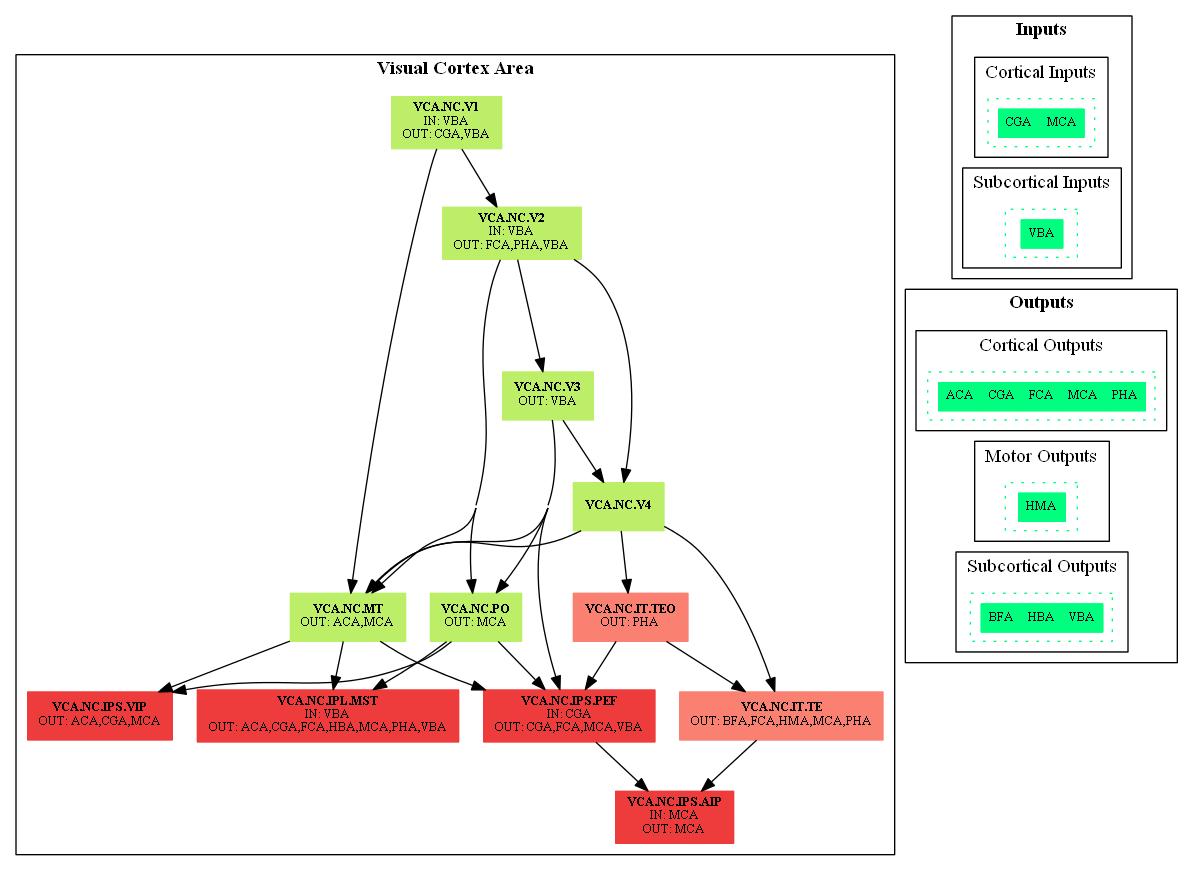 Visual Cortex Area
VCA.NC.V1
IN: VBA
OUT: CGA,VBA
VCA.NC.V2
IN: VBA
OUT: FCA,PHA,VBA
VCA.NC.V3
OUT: VBA
VCA.NC.V4
VCA.NC.MT
OUT: ACA,MCA
VCA.NC.PO
OUT: MCA
VCA.NC.IT.TEO
OUT: PHA
VCA.NC.IPS.VIP
OUT: ACA,CGA,MCA
VCA.NC.IPL.MST
IN: VBA
OUT: ACA,CGA,FCA,HBA,MCA,PHA,VBA
VCA.NC.IPS.PEF
IN: CGA
OUT: CGA,FCA,MCA,VBA
VCA.NC.IT.TE
OUT: BFA,FCA,HMA,MCA,PHA
VCA.NC.IPS.AIP
IN: MCA
OUT: MCA
Inputs
Cortical Inputs
CGA MCA
Subcortical Inputs
VBA
Outputs
Cortical Outputs
ACA CGA FCA MCA PHA
Motor Outputs
HMA
Subcortical Outputs
BFA HBA VBA